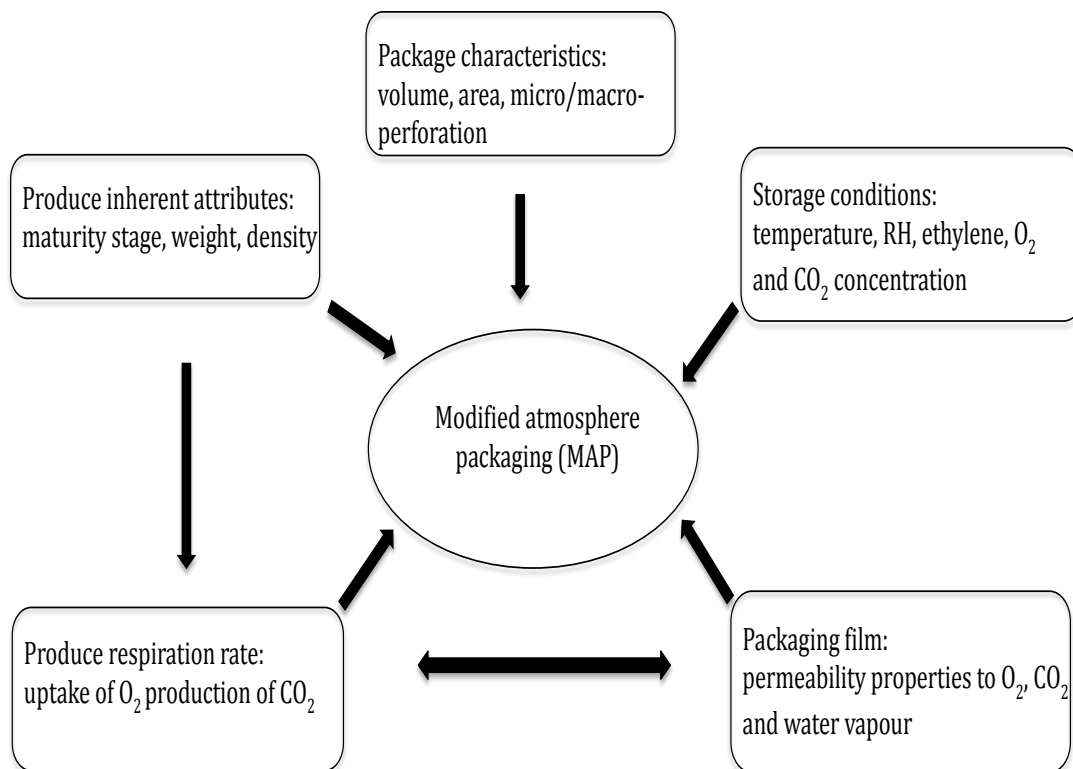 Package characteristics:
volume, area, micro/macro-
perforation
Produce inherent attributes:
maturity stage, weight, density
Storage conditions:
temperature, RH, ethylene, O₂
and CO₂ concentration
Modified atmosphere
packaging (MAP)
Produce respiration rate:
uptake of O₂ production of CO₂
Packaging film:
permeability properties to O₂, CO₂
and water vapour